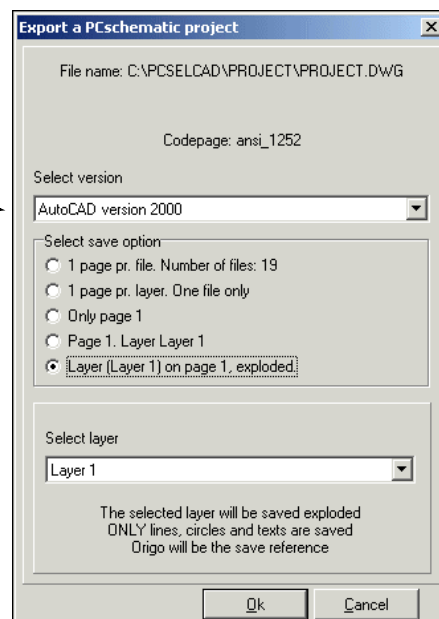 Export a PCschematic project
File name: C:\PCSELCAD\PROJECT\PROJECT.DWG
Codepage: ansi_1252
Select version
AutoCAD version 2000
Select save option
1 page pr. file. Number of files: 19
1 page pr. layer. One file only
Only page 1
Page 1. Layer Layer 1
Layer (Layer 1) on page 1, exploded.
Select layer
Layer 1
The selected layer will be saved exploded
ONLY lines, circles and texts are saved
Origo will be the save reference
Ok Cancel